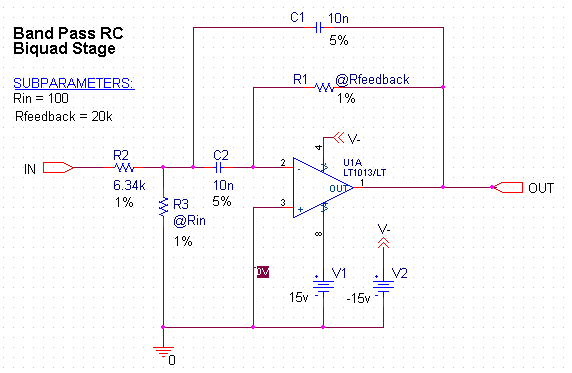 Band Pass RC
Biquad Stage
SUBPARAMETERS:
Rin = 100
Rfeedback = 20k
C1
10n
5%
R1
@Rfeedback
1%
4
V-
R2
6.34k
1%
C2
10n
5%
IN
2
-
3
+
U1A
LT1013/LT
OUT
1
OUT
R3
@Rin
1%
8
0V
V-
+
V1
15v
-
+
V2
-15v
-
0